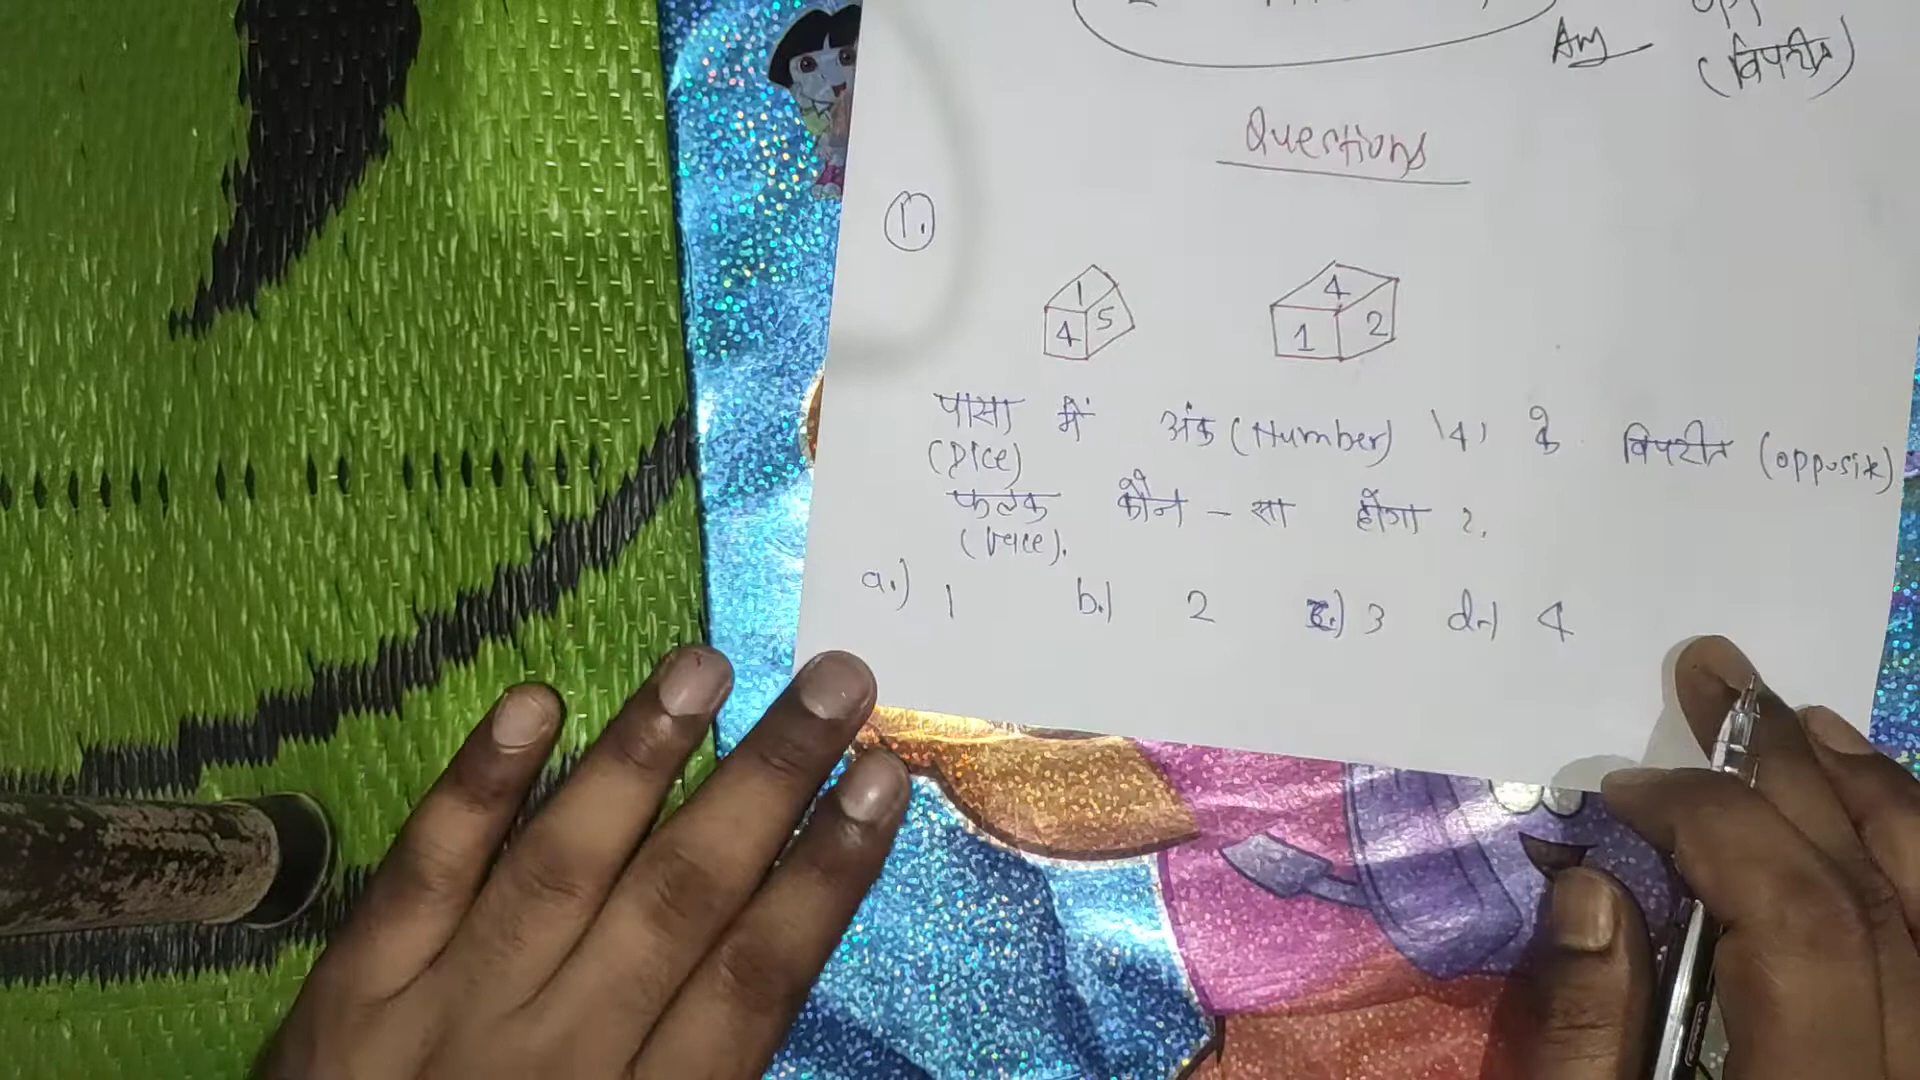 Ans
(विपरीत)
Questions
1.
1
4 5
4
1 2
पासा में अंक (Number) '4' के विपरीत (opposite)
(Dice)
फलक कौन - सा होगा ?.
(Face).
a.) 1 b.) 2 c.) 3 d.) 4